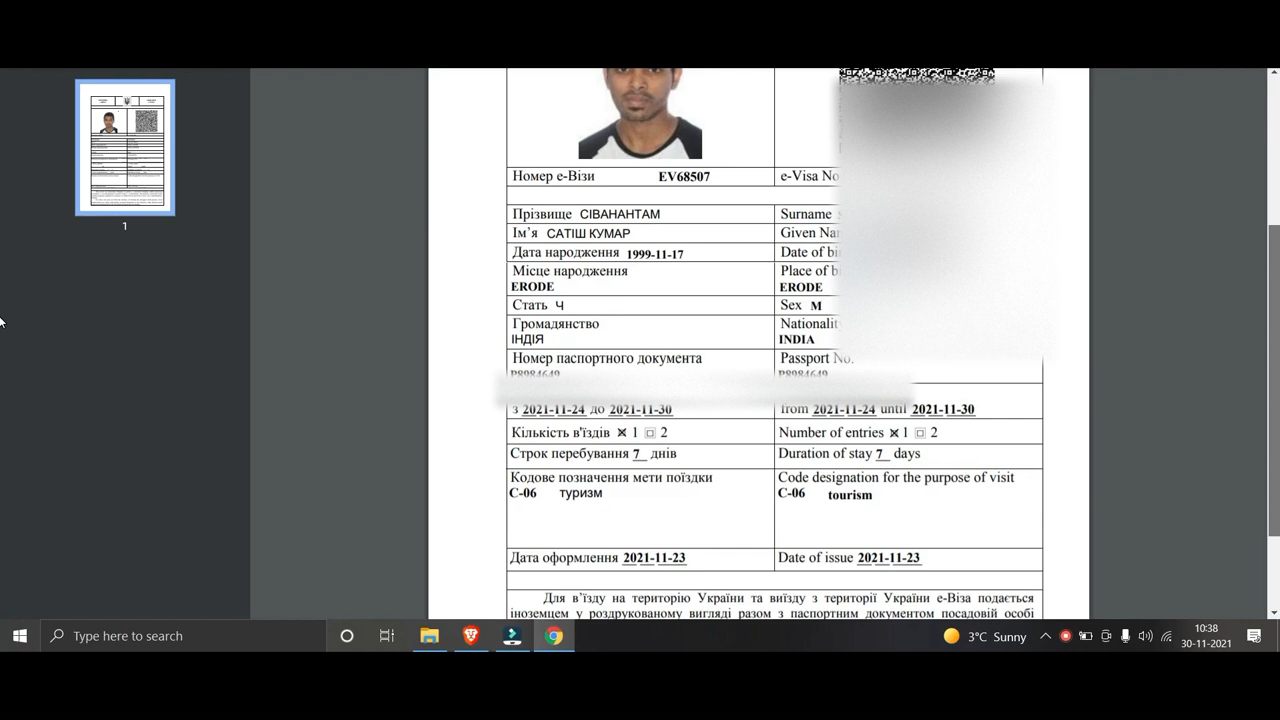 Номер е-Візи EV68507 e-Visa No
Прізвище СІВАНАНТАМ Surname
Ім’я САТІШ КУМАР Given Nam
Дата народження 1999-11-17 Date of bi
Місце народження Place of b
ERODE ERODE
Стать Ч Sex M
Громадянство Nationality
ІНДІЯ INDIA
Номер паспортного документа Passport No.
P8984649 P8984649
з 2021-11-24 до 2021-11-30 from 2021-11-24 until 2021-11-30
Кількість в'їздів 1 2 Number of entries 1 2
Строк перебування 7 днів Duration of stay 7 days
Кодове позначення мети поїздки Code designation for the purpose of visit
C-06 туризм C-06 tourism
Дата оформлення 2021-11-23 Date of issue 2021-11-23
Для в’їзду на територію України та виїзду з території України е-Віза подається
іноземцем у роздрукованому вигляді разом з паспортним документом посадовій особі
1
Type here to search
3°C Sunny
10:38
30-11-2021